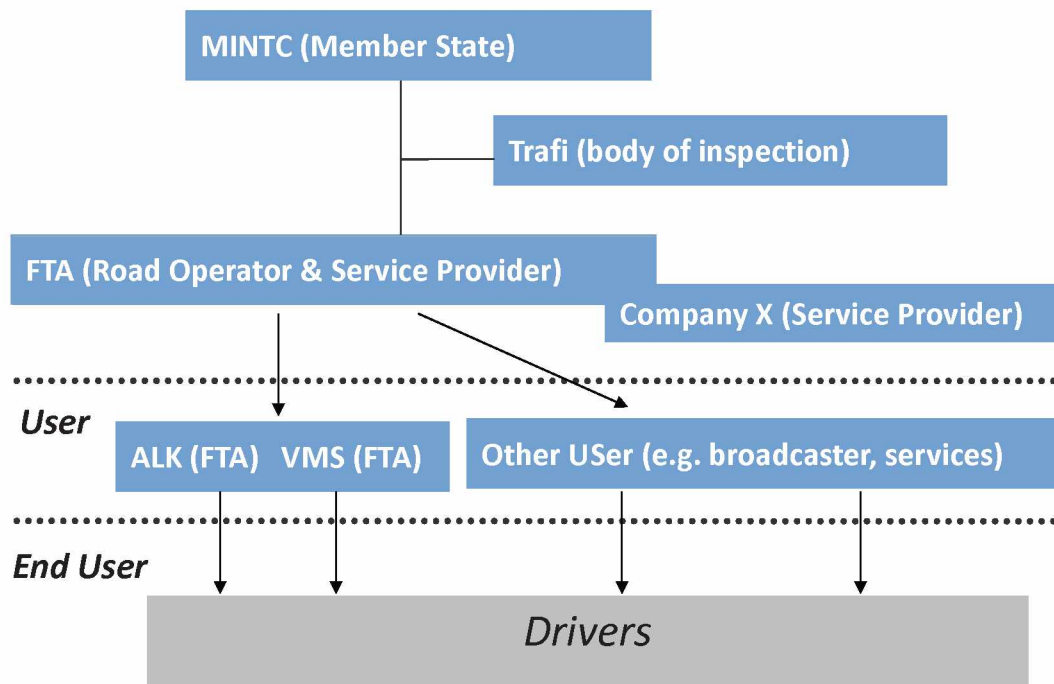 MINTC (Member State)
Trafi (body of inspection)
FTA (Road Operator & Service Provider)
Company X (Service Provider)
User
ALK (FTA) VMS (FTA)
Other USer (e.g. broadcaster, services)
End User
Drivers